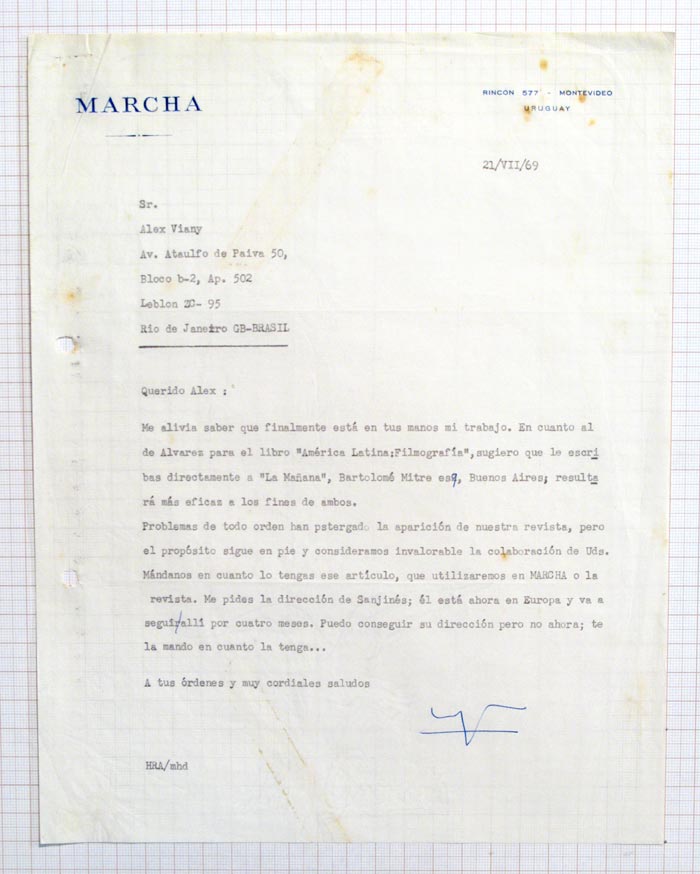 MARCHA
RINCÓN 577 - MONTEVIDEO
URUGUAY
21/VII/69
Sr.
Alex Viany
Av. Ataulfo de Paiva 50,
Bloco b-2, Ap. 502
Leblon ZC- 95
Rio de Janeiro GB-BRASIL
Querido Alex :
Me alivia saber que finalmente está en tus manos mi trabajo. En cuanto al
de Alvarez para el libro "América Latina;Filmografía",sugiero que le escri
bas directamente a "La Mañana", Bartolomé Mitre esq, Buenos Aires; resulta
rá más eficaz a los fines de ambos.
Problemas de todo orden han pstergado la aparición de nuestra revista, pero
el propósito sigue en pie y consideramos invalorable la colaboración de Uds.
Mándanos en cuanto lo tengas ese artículo, que utilizaremos en MARCHA o la
revista. Me pides la dirección de Sanjinés; él está ahora en Europa y va a
seguir/allí por cuatro meses. Puedo conseguir su dirección pero no ahora; te
la mando en cuanto la tenga...
A tus órdenes y muy cordiales saludos
HRA/mhd